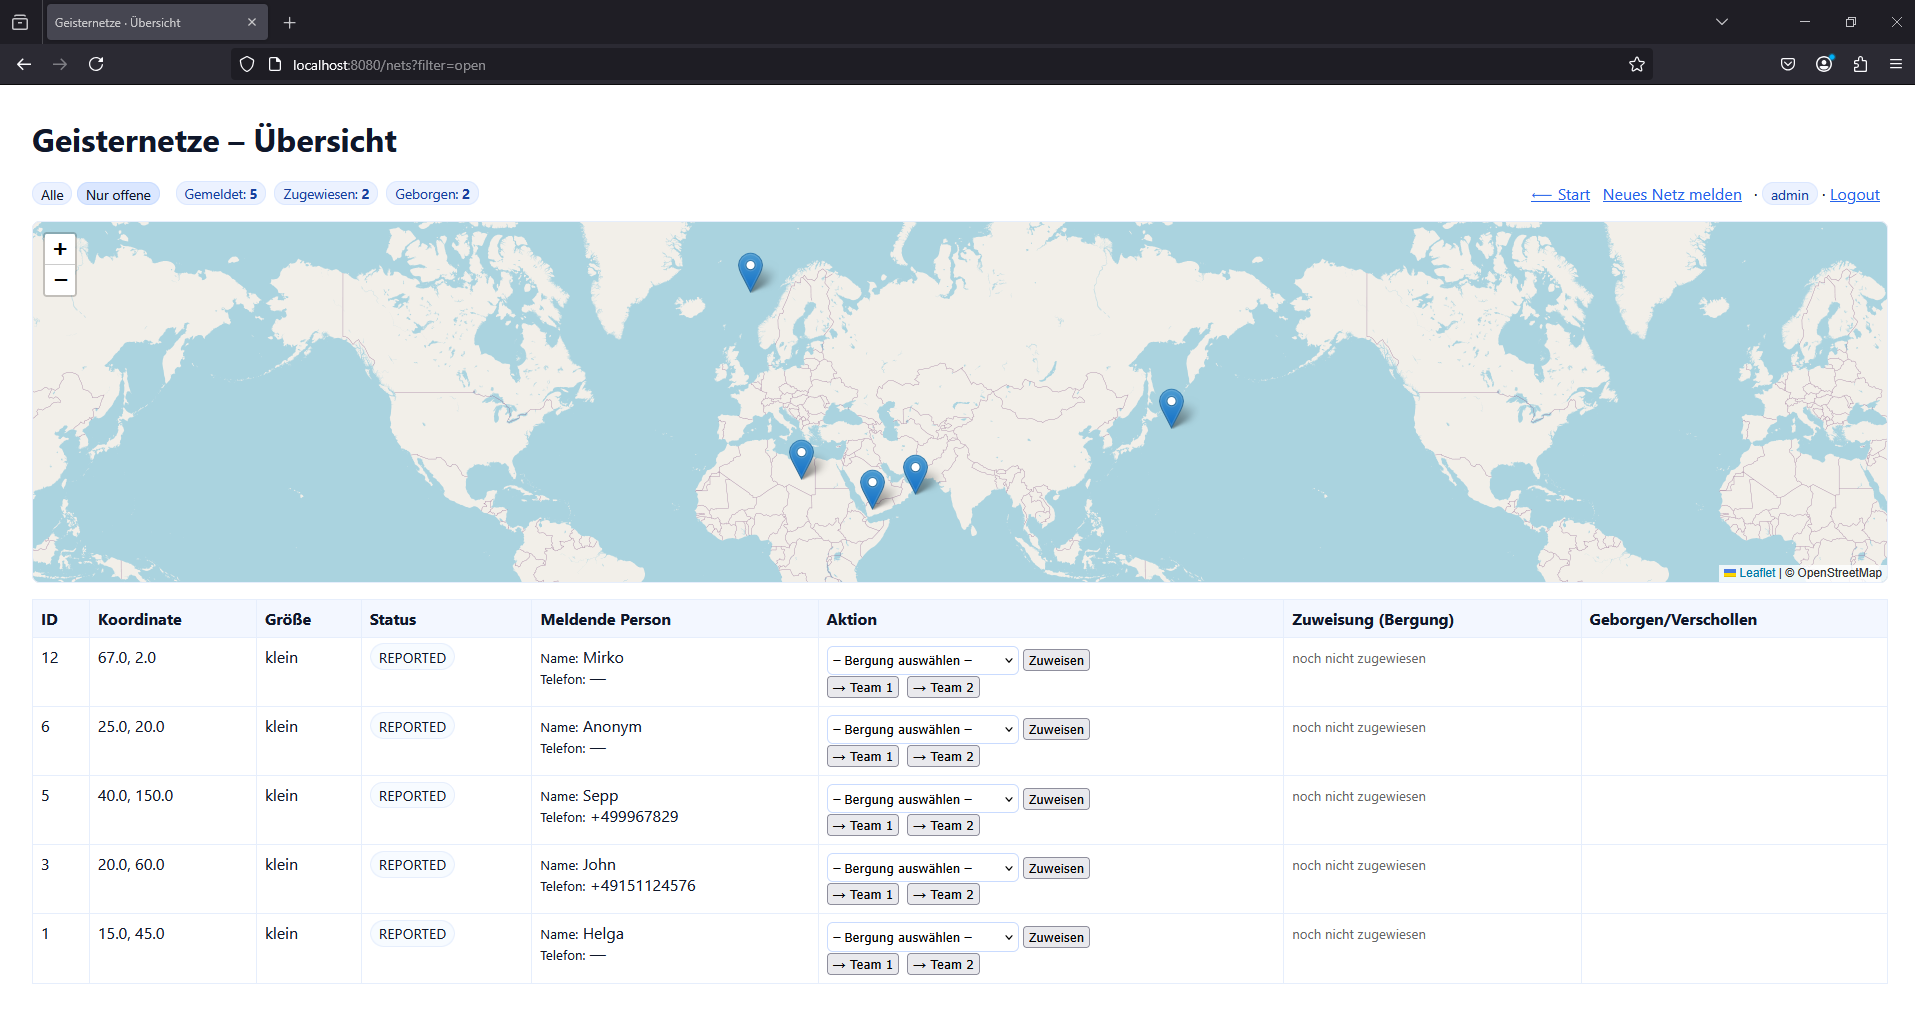 Geisternetze · Übersicht
localhost:8080/nets?filter=open
Geisternetze – Übersicht
Alle Nur offene Gemeldet: 5 Zugewiesen: 2 Geborgen: 2 ⟵ Start Neues Netz melden · admin · Logout
+
−
Leaflet | © OpenStreetMap
ID Koordinate Größe Status Meldende Person Aktion Zuweisung (Bergung) Geborgen/Verschollen
12 67.0, 2.0 klein REPORTED Name: Mirko – Bergung auswählen – Zuweisen noch nicht zugewiesen
Telefon: — → Team 1 → Team 2
6 25.0, 20.0 klein REPORTED Name: Anonym – Bergung auswählen – Zuweisen noch nicht zugewiesen
Telefon: — → Team 1 → Team 2
5 40.0, 150.0 klein REPORTED Name: Sepp – Bergung auswählen – Zuweisen noch nicht zugewiesen
Telefon: +499967829 → Team 1 → Team 2
3 20.0, 60.0 klein REPORTED Name: John – Bergung auswählen – Zuweisen noch nicht zugewiesen
Telefon: +49151124576 → Team 1 → Team 2
1 15.0, 45.0 klein REPORTED Name: Helga – Bergung auswählen – Zuweisen noch nicht zugewiesen
Telefon: — → Team 1 → Team 2